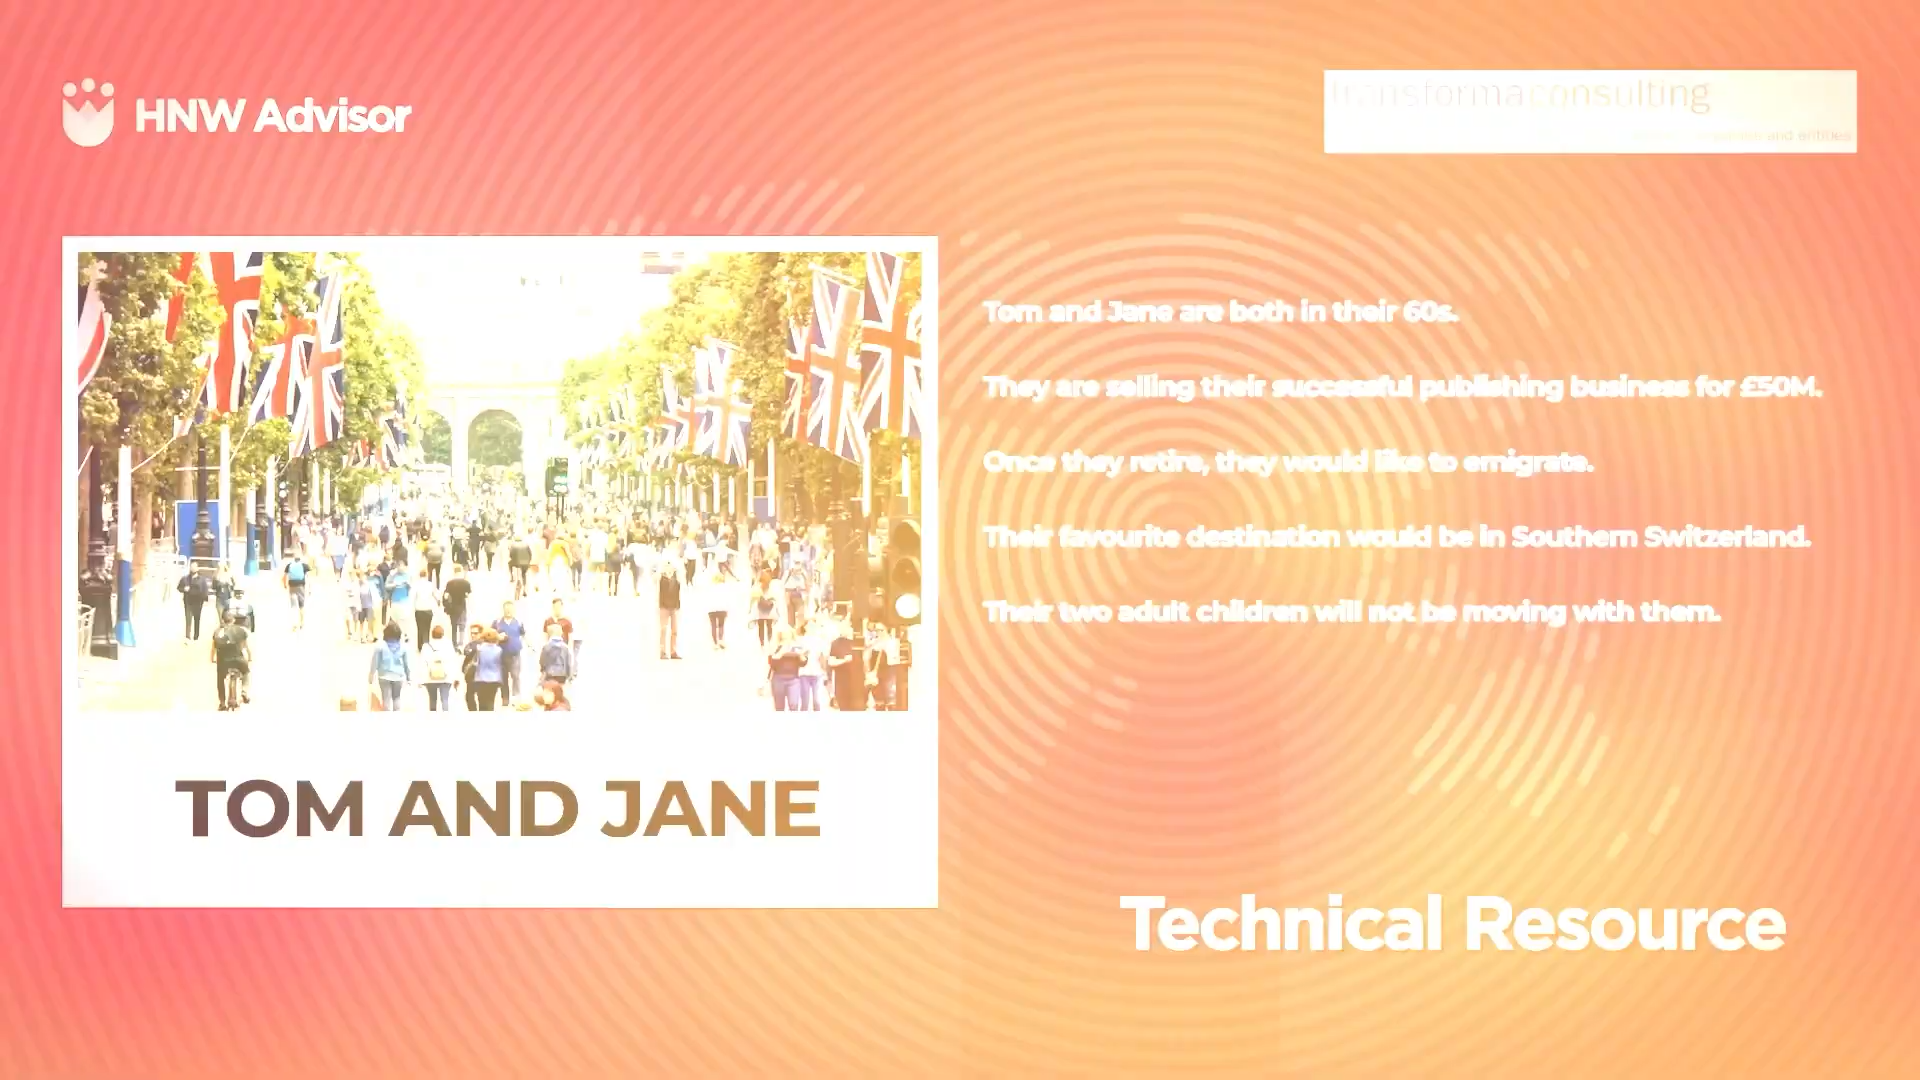 HNW Advisor
transformaconsulting
and entities
Tom and Jane are both in their 60s.
They are selling their successful publishing business for £50M.
Once they retire, they would like to emigrate.
Their favourite destination would be in Southern Switzerland.
Their two adult children will not be moving with them.
TOM AND JANE
Technical Resource